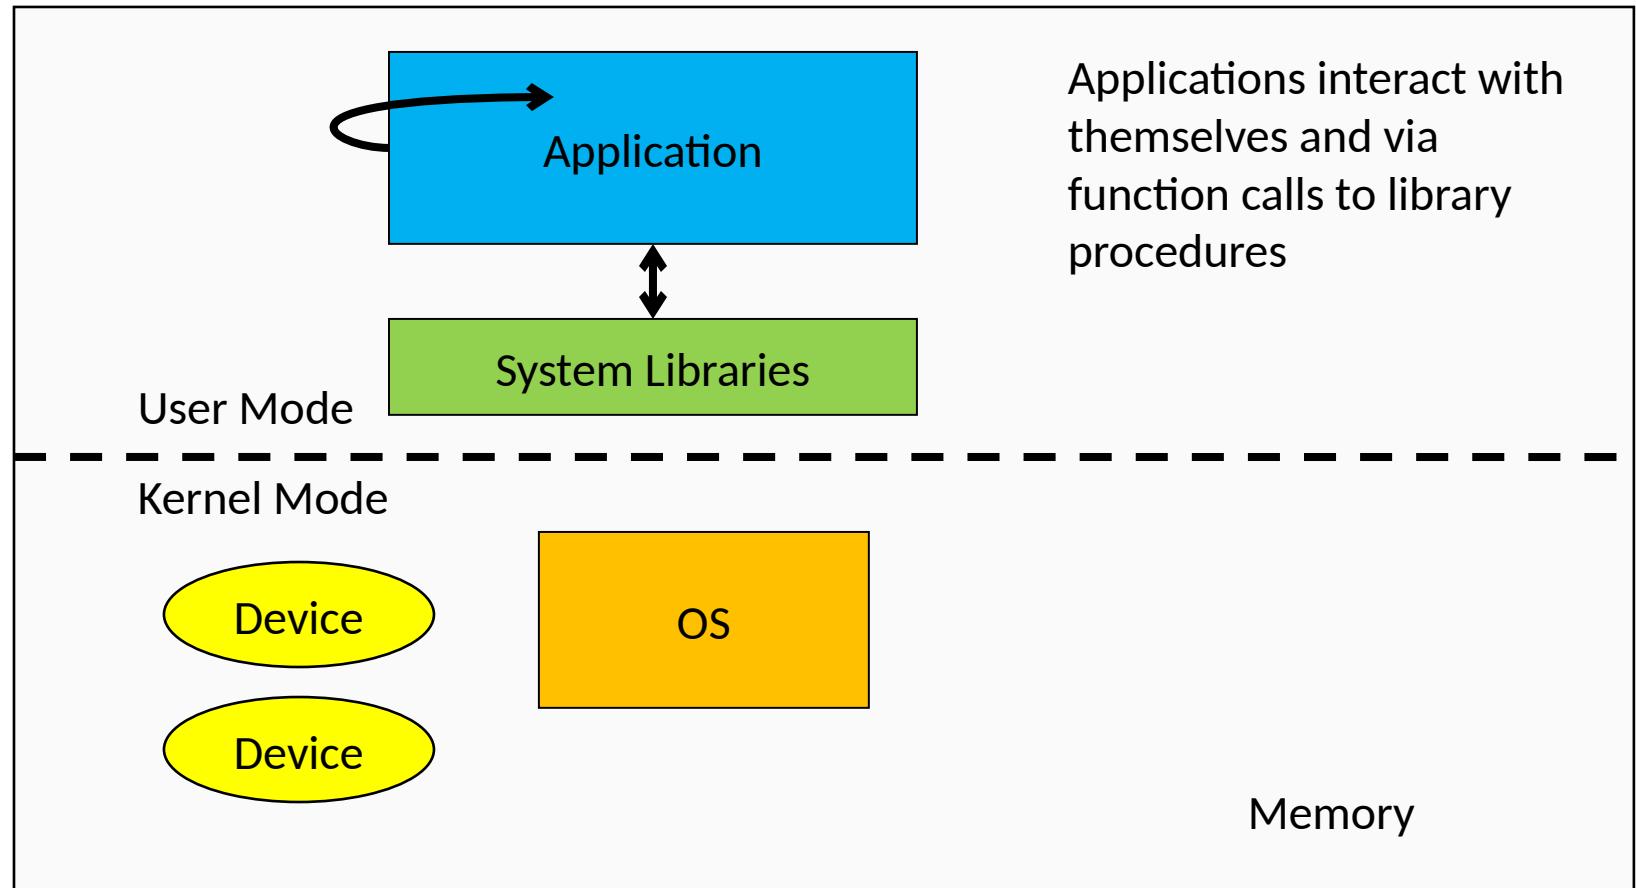 Applications interact with
themselves and via
function calls to library
procedures
Application
System Libraries
User Mode
Kernel Mode
Device
OS
Device
Memory